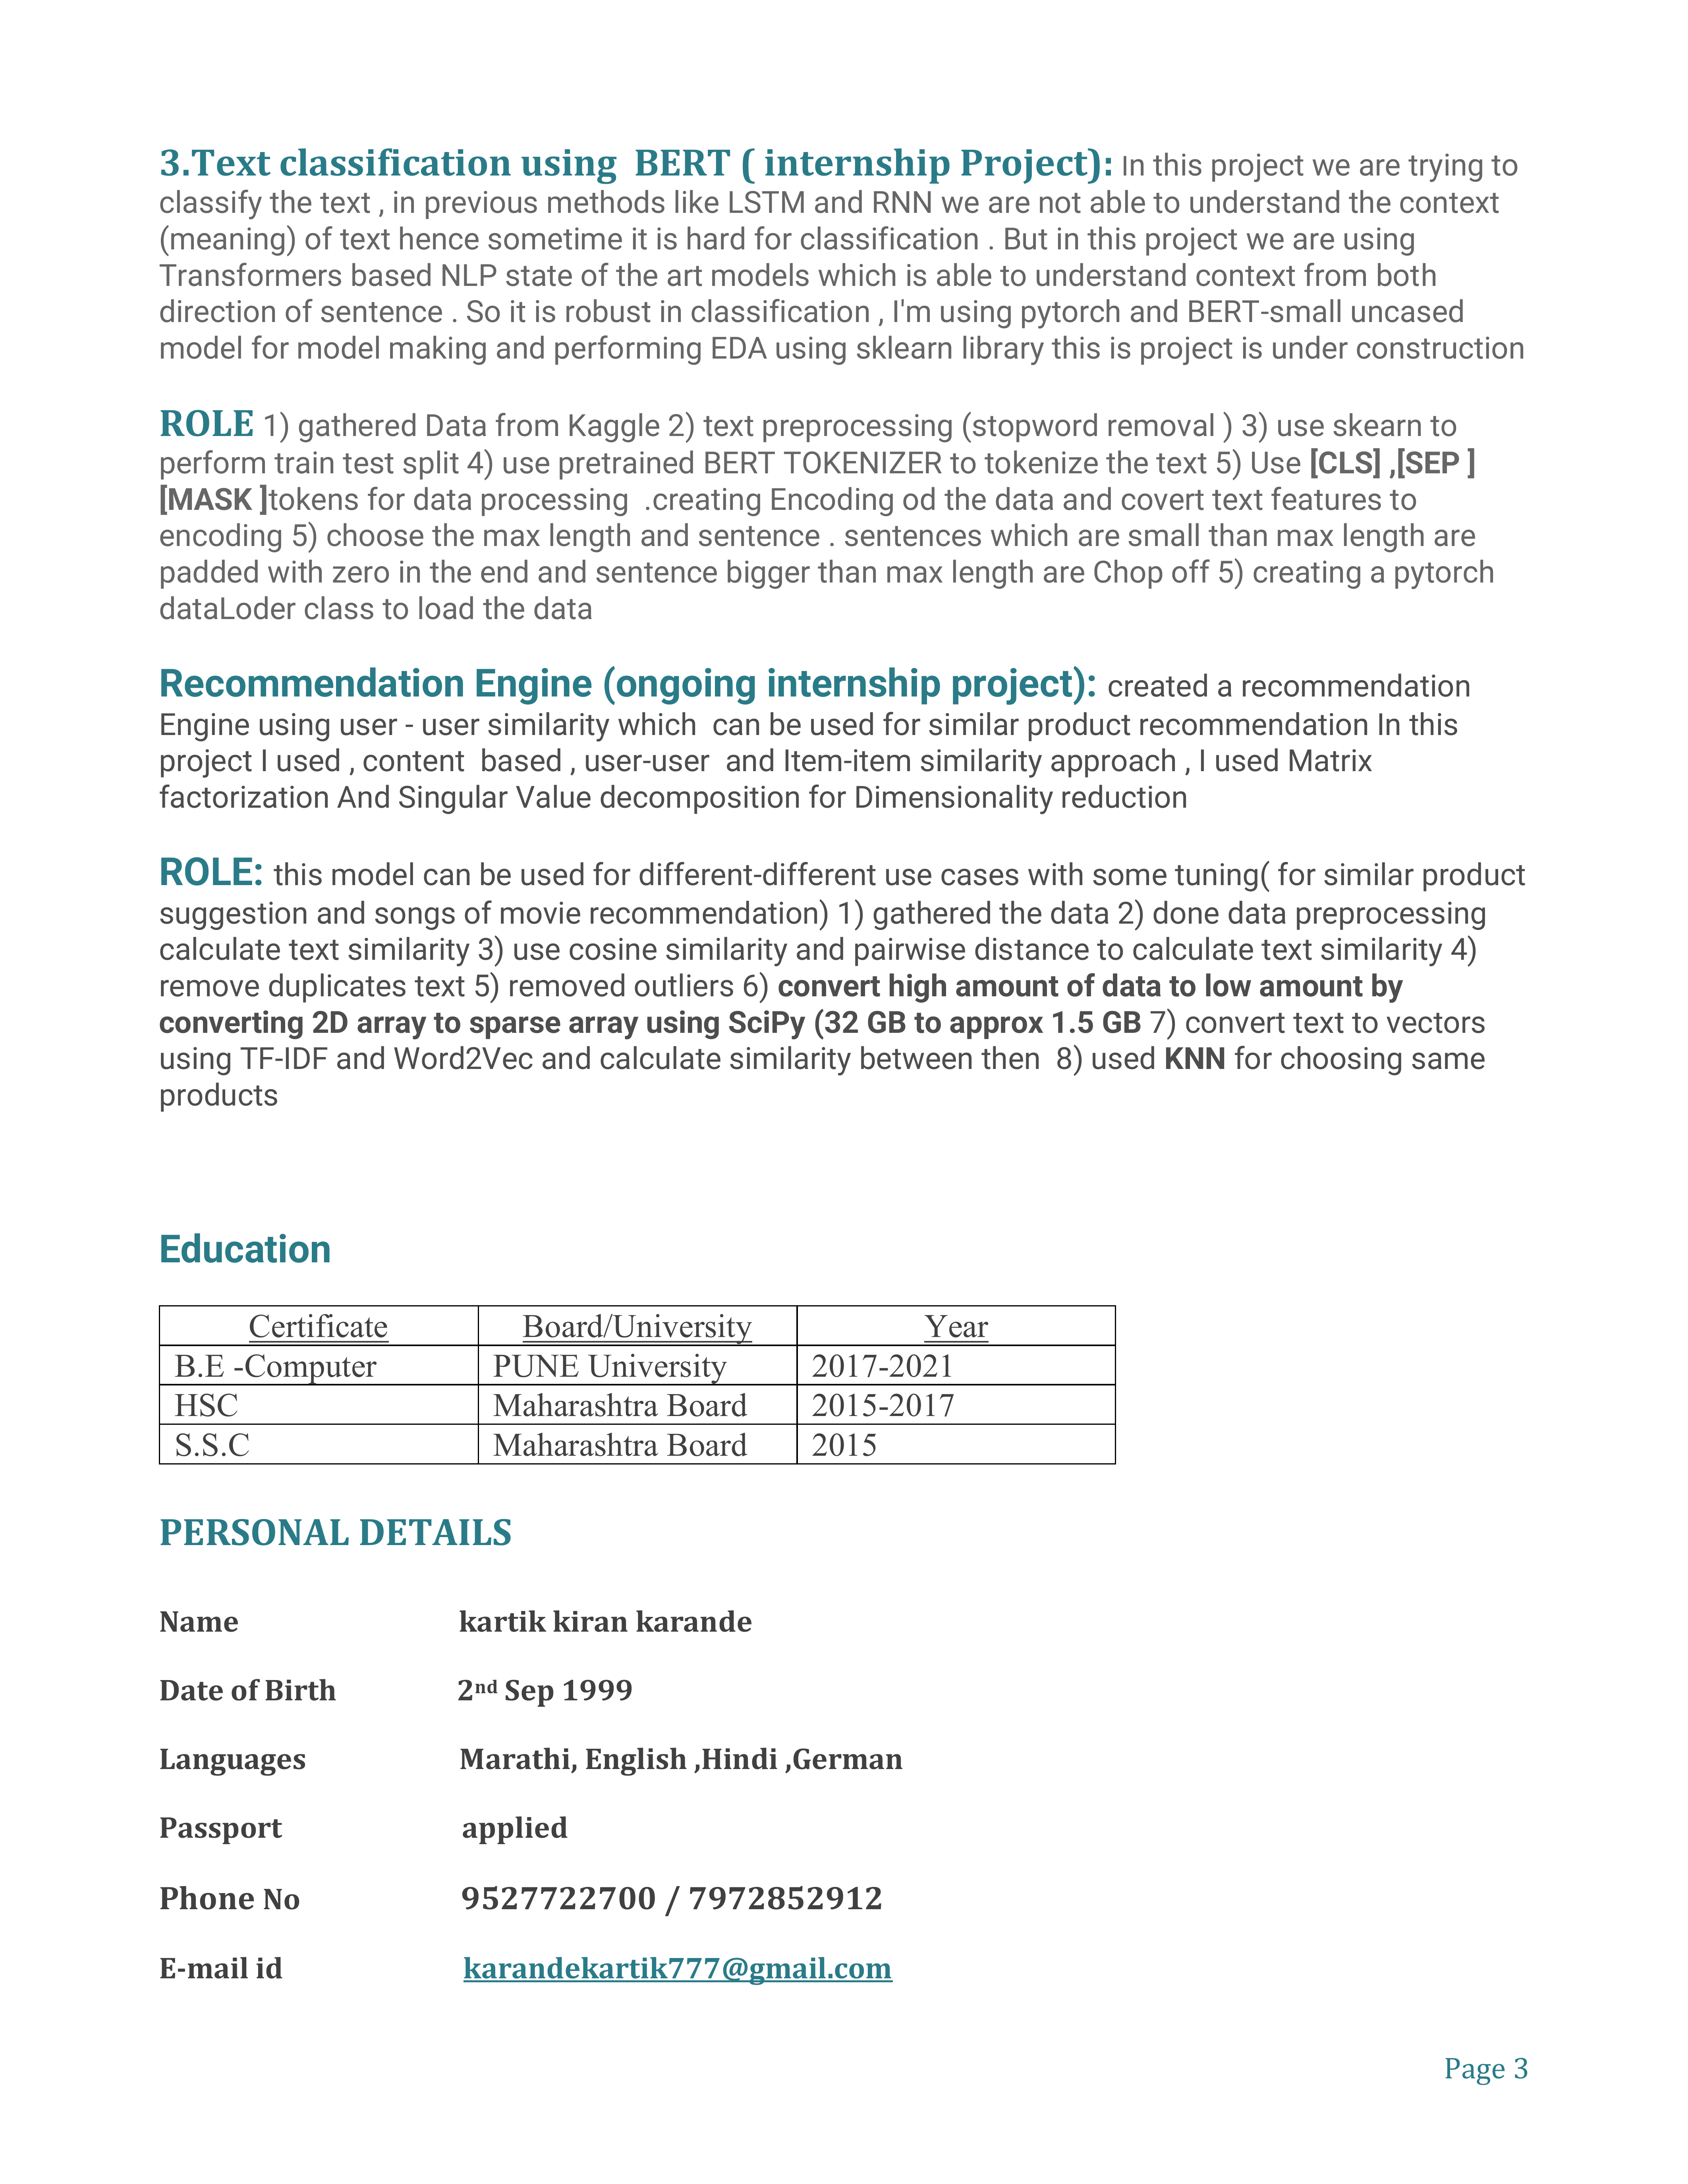 3.Text classification using  BERT ( internship Project): In this project we are trying to
classify the text , in previous methods like LSTM and RNN we are not able to understand the context
(meaning) of text hence sometime it is hard for classification . But in this project we are using
Transformers based NLP state of the art models which is able to understand context from both
direction of sentence . So it is robust in classification , I'm using pytorch and BERT-small uncased
model for model making and performing EDA using sklearn library this is project is under construction
ROLE 1) gathered Data from Kaggle 2) text preprocessing (stopword removal ) 3) use skearn to
perform train test split 4) use pretrained BERT TOKENIZER to tokenize the text 5) Use [CLS] ,[SEP ]
[MASK ]tokens for data processing  .creating Encoding od the data and covert text features to
encoding 5) choose the max length and sentence . sentences which are small than max length are
padded with zero in the end and sentence bigger than max length are Chop off 5) creating a pytorch
dataLoder class to load the data
Recommendation Engine (ongoing internship project): created a recommendation
Engine using user - user similarity which  can be used for similar product recommendation In this
project I used , content  based , user-user  and Item-item similarity approach , I used Matrix
factorization And Singular Value decomposition for Dimensionality reduction
ROLE: this model can be used for different-different use cases with some tuning( for similar product
suggestion and songs of movie recommendation) 1) gathered the data 2) done data preprocessing
calculate text similarity 3) use cosine similarity and pairwise distance to calculate text similarity 4)
remove duplicates text 5) removed outliers 6) convert high amount of data to low amount by
converting 2D array to sparse array using SciPy (32 GB to approx 1.5 GB 7) convert text to vectors
using TF-IDF and Word2Vec and calculate similarity between then  8) used KNN for choosing same
products
Education
Certificate Board/University Year
B.E -Computer PUNE University 2017-2021
HSC Maharashtra Board 2015-2017
S.S.C Maharashtra Board 2015
PERSONAL DETAILS
Name kartik kiran karande
Date of Birth 2nd Sep 1999
Languages Marathi, English ,Hindi ,German
Passport applied
Phone No 9527722700 / 7972852912
E-mail id karandekartik777@gmail.com
Page 3